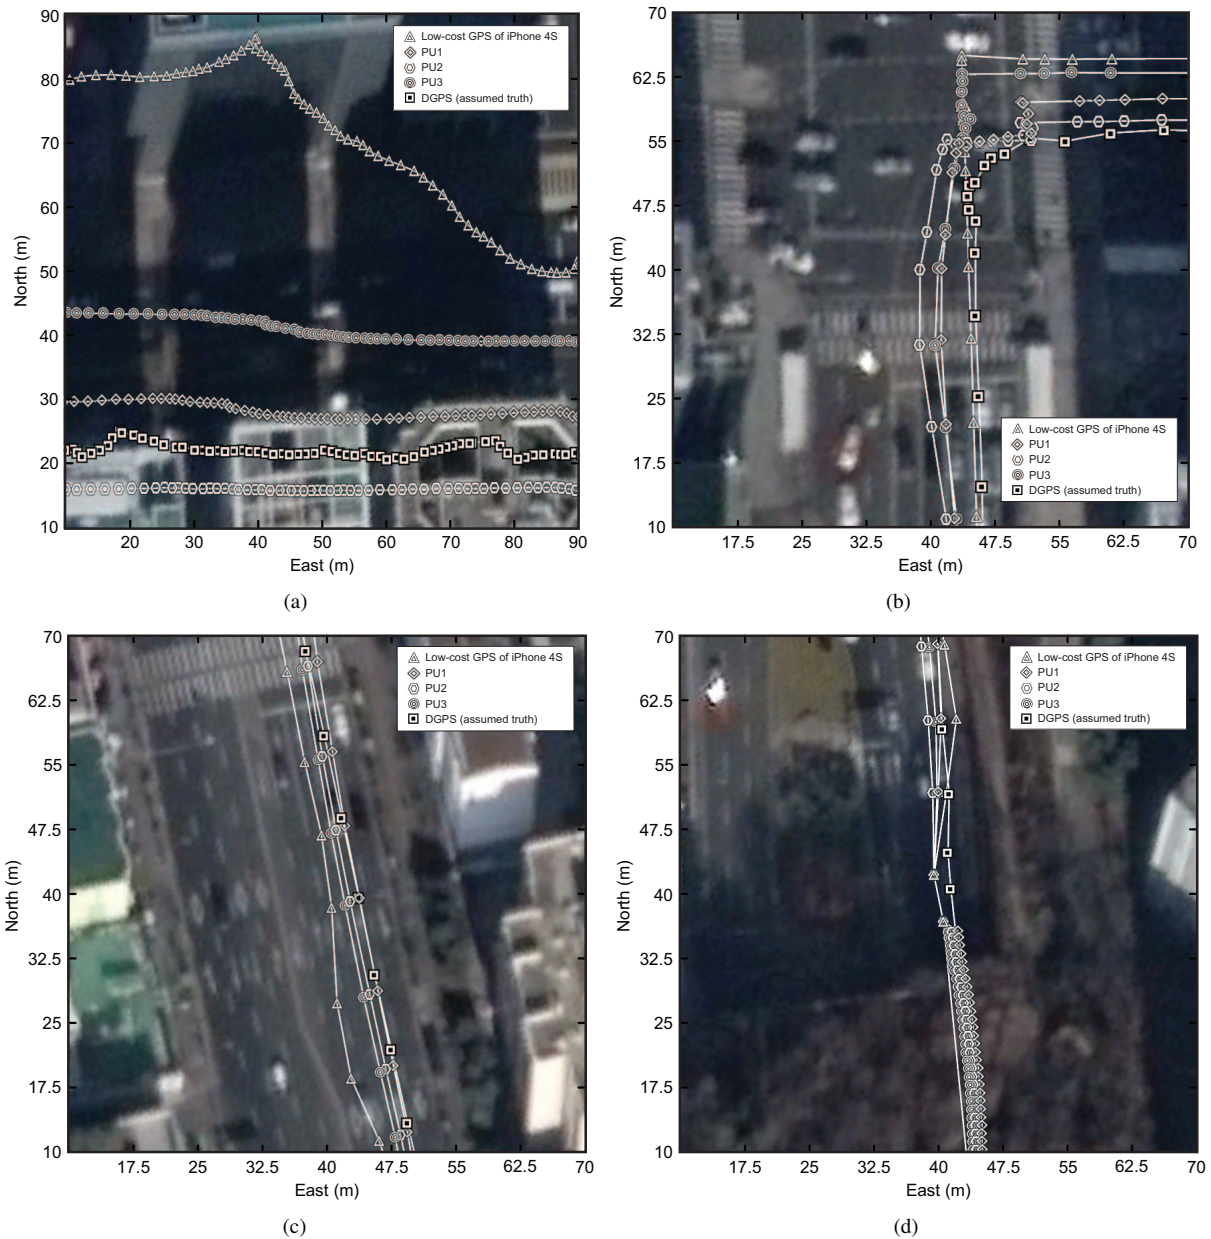 90
80
70
60
50
40
30
20
10
North (m)
20 30 40 50 60 70 80 90
East (m)
Low-cost GPS of iPhone 4S
PU1
PU2
PU3
DGPS (assumed truth)
(a)
70
62.5
55
47.5
40
32.5
25
17.5
10
North (m)
17.5 25 32.5 40 47.5 55 62.5 70
East (m)
Low-cost GPS of iPhone 4S
PU1
PU2
PU3
DGPS (assumed truth)
(b)
70
62.5
55
47.5
40
32.5
25
17.5
10
North (m)
17.5 25 32.5 40 47.5 55 62.5 70
East (m)
Low-cost GPS of iPhone 4S
PU1
PU2
PU3
DGPS (assumed truth)
(c)
70
62.5
55
47.5
40
32.5
25
17.5
10
North (m)
17.5 25 32.5 40 47.5 55 62.5 70
East (m)
Low-cost GPS of iPhone 4S
PU1
PU2
PU3
DGPS (assumed truth)
(d)